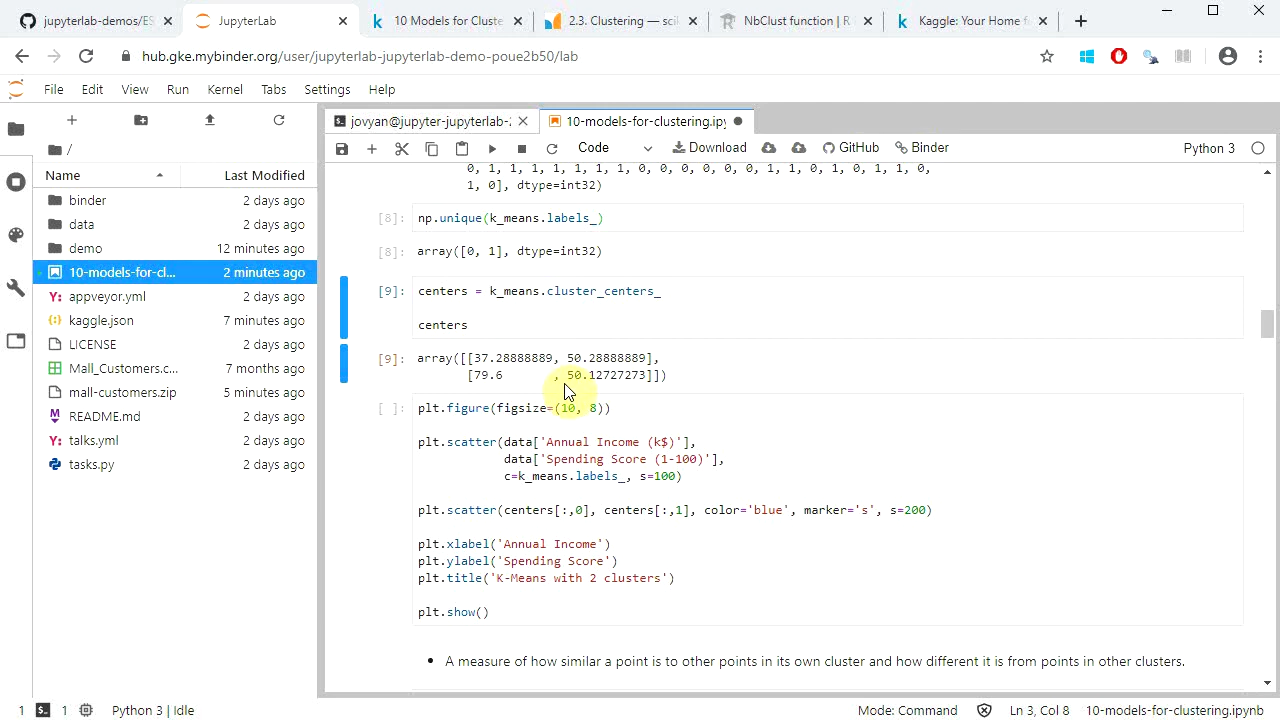 jupyterlab-demos/ES
JupyterLab
10 Models for Cluste
2.3. Clustering — sci
NbClust function | R
Kaggle: Your Home f
hub.gke.mybinder.org/user/jupyterlab-jupyterlab-demo-poue2b50/lab
File Edit View Run Kernel Tabs Settings Help
jovyan@jupyter-jupyterlab-
10-models-for-clustering.ipy
Code Download GitHub Binder Python 3
/
Name Last Modified
binder 2 days ago
data 2 days ago
demo 12 minutes ago
10-models-for-cl... 2 minutes ago
appveyor.yml 2 days ago
kaggle.json 7 minutes ago
LICENSE 2 days ago
Mall_Customers.c... 7 months ago
mall-customers.zip 5 minutes ago
README.md 2 days ago
talks.yml 2 days ago
tasks.py 2 days ago
0, 1, 1, 1, 1, 1, 1, 0, 0, 0, 0, 0, 0, 1, 1, 0, 1, 0, 1, 1, 0,
1, 0], dtype=int32)
[8]: np.unique(k_means.labels_)
[8]: array([0, 1], dtype=int32)
[9]: centers = k_means.cluster_centers_
centers
[9]: array([[37.28888889, 50.28888889],
[79.6 , 50.12727273]])
[ ]: plt.figure(figsize=(10, 8))
plt.scatter(data['Annual Income (k$)'],
data['Spending Score (1-100)'],
c=k_means.labels_, s=100)
plt.scatter(centers[:,0], centers[:,1], color='blue', marker='s', s=200)
plt.xlabel('Annual Income')
plt.ylabel('Spending Score')
plt.title('K-Means with 2 clusters')
plt.show()
• A measure of how similar a point is to other points in its own cluster and how different it is from points in other clusters.
1 1 Python 3 | Idle Mode: Command Ln 3, Col 8 10-models-for-clustering.ipynb